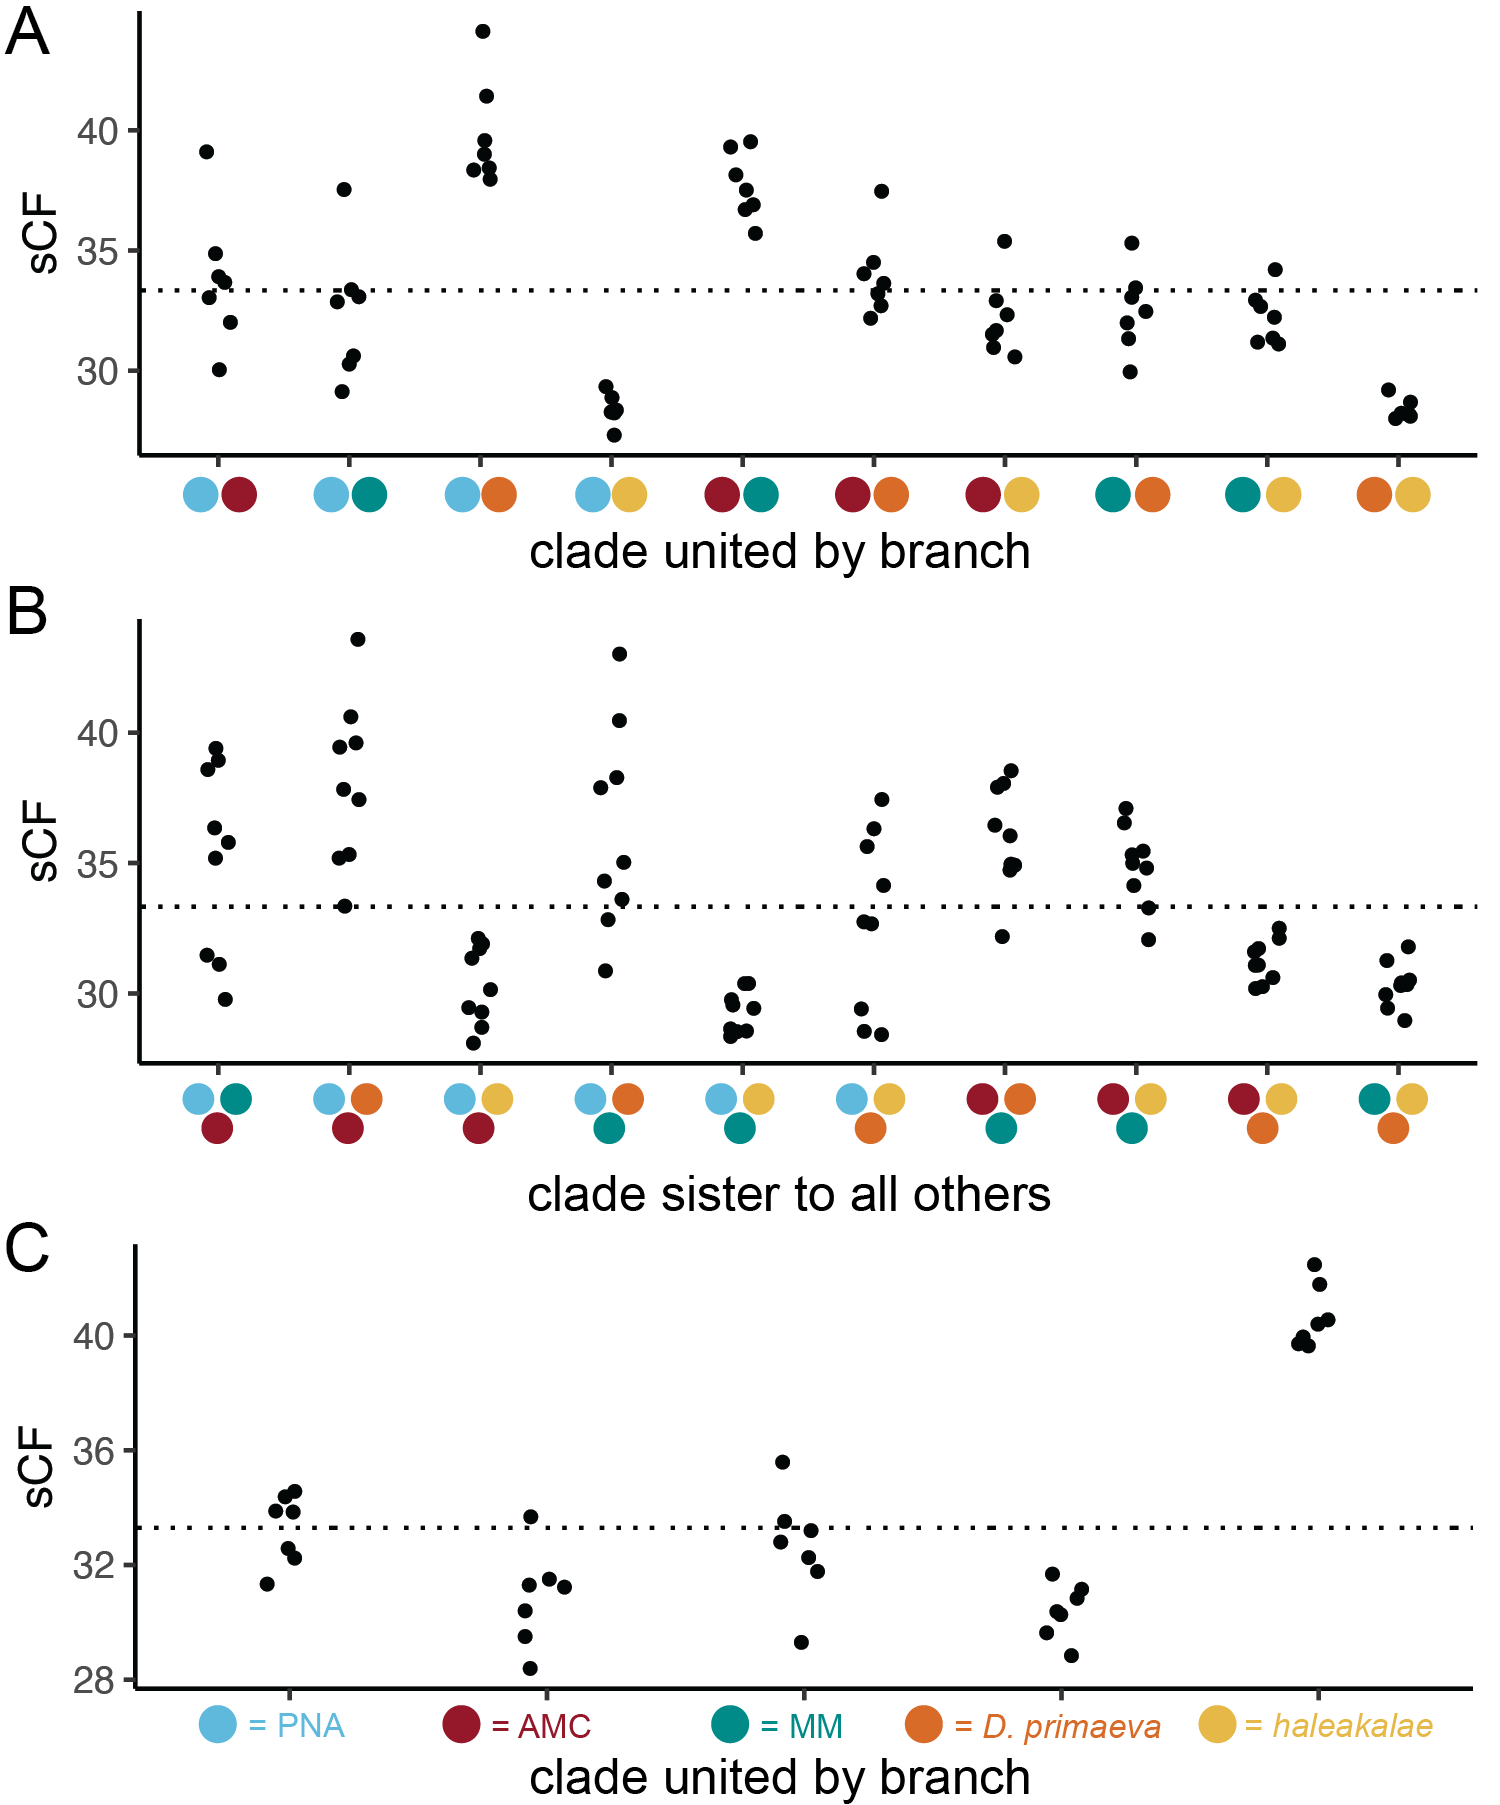 A
sCF
40
35
30
clade united by branch
B
sCF
40
35
30
clade sister to all others
C
sCF
40
36
32
28
= PNA = AMC = MM = D. primaeva = haleakalae
clade united by branch